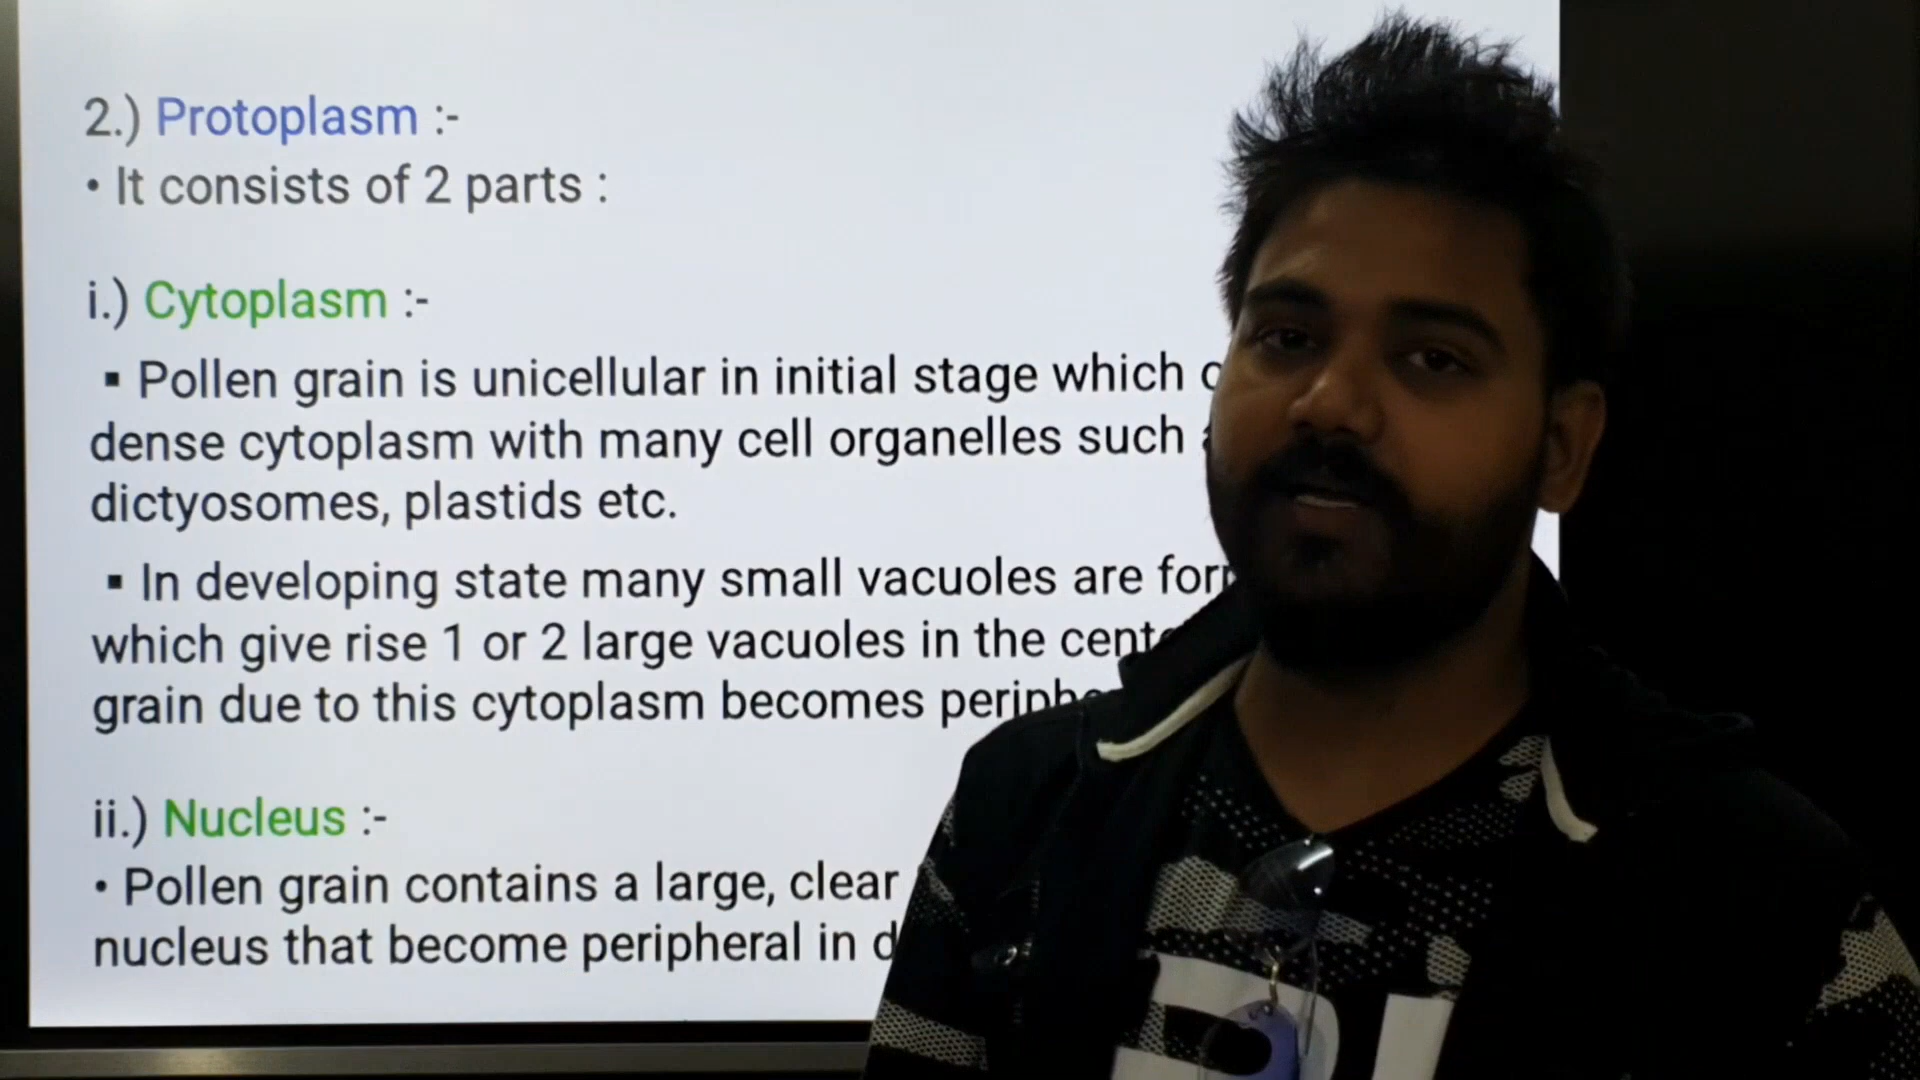 2.) Protoplasm :-
• It consists of 2 parts :
i.) Cytoplasm :-
▪ Pollen grain is unicellular in initial stage which
dense cytoplasm with many cell organelles such
dictyosomes, plastids etc.
▪ In developing state many small vacuoles are
which give rise 1 or 2 large vacuoles in the
grain due to this cytoplasm becomes
ii.) Nucleus :-
• Pollen grain contains a large, clear
nucleus that become peripheral in